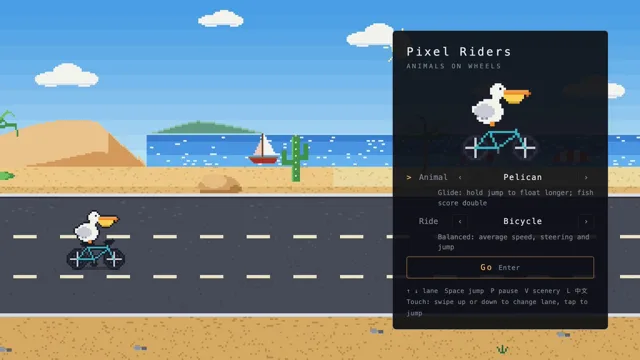 Pixel Riders
ANIMALS ON WHEELS
> Animal ‹ Pelican ›
Glide: hold jump to float longer; fish
score double
Ride ‹ Bicycle ›
Balanced: average speed, steering and
jump
Go Enter
↑ ↓ lane Space jump P pause V scenery L 中文
Touch: swipe up or down to change lane, tap to
jump